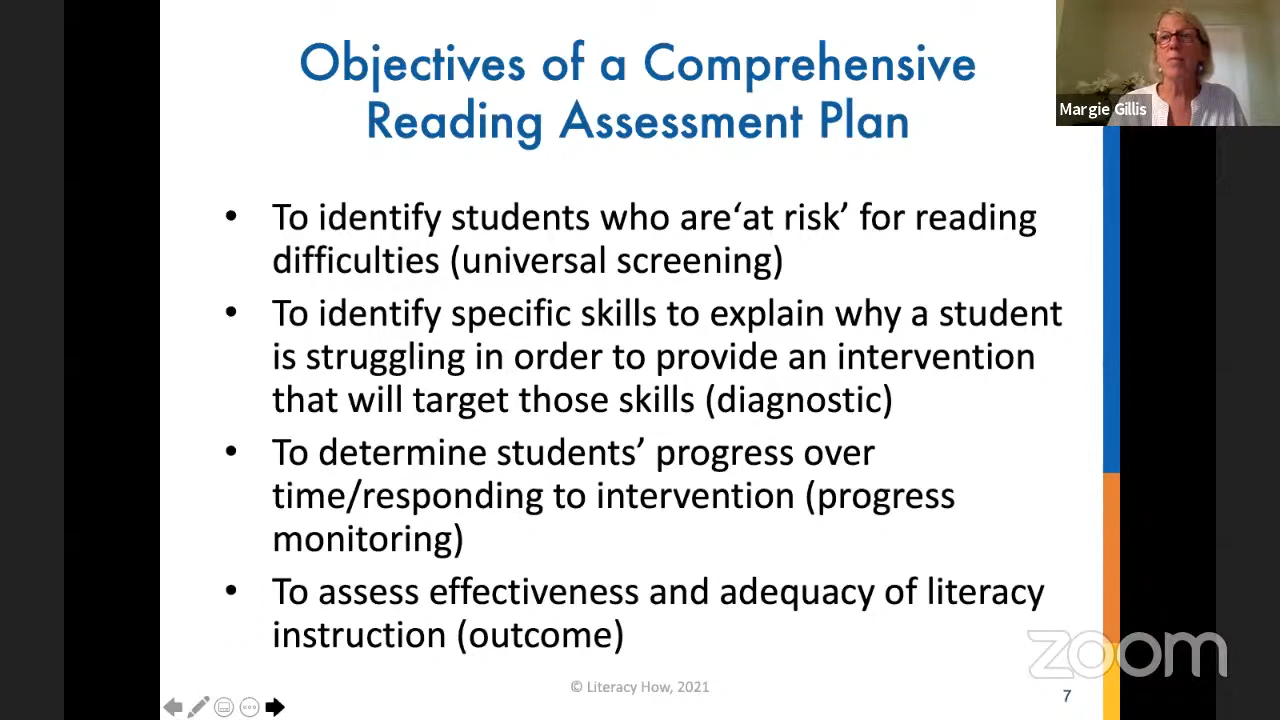 Objectives of a Comprehensive
Reading Assessment Plan
Margie Gillis
• To identify students who are‘at risk’ for reading
difficulties (universal screening)
• To identify specific skills to explain why a student
is struggling in order to provide an intervention
that will target those skills (diagnostic)
• To determine students’ progress over
time/responding to intervention (progress
monitoring)
• To assess effectiveness and adequacy of literacy
instruction (outcome)
zoom
© Literacy How, 2021
7